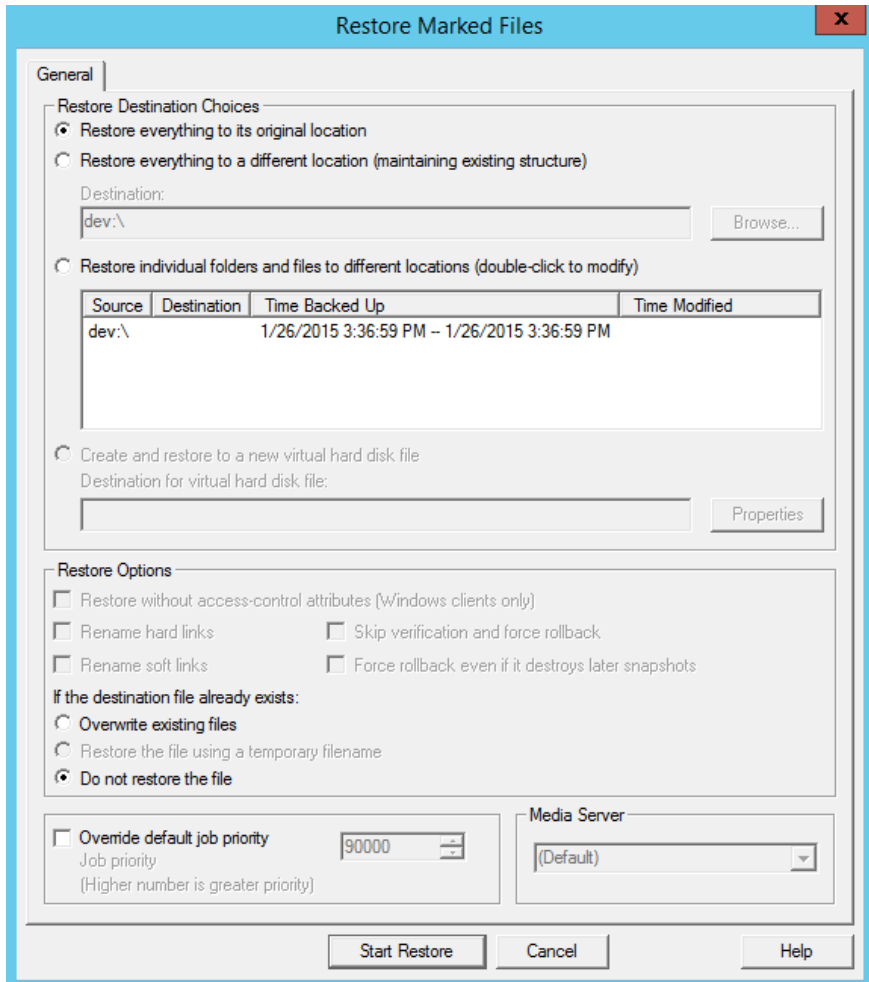 Restore Marked Files
x
General
Restore Destination Choices
Restore everything to its original location
Restore everything to a different location (maintaining existing structure)
Destination:
dev:\
Browse...
Restore individual folders and files to different locations (double-click to modify)
Source Destination Time Backed Up Time Modified
dev:\ 1/26/2015 3:36:59 PM -- 1/26/2015 3:36:59 PM
Create and restore to a new virtual hard disk file
Destination for virtual hard disk file:
Properties
Restore Options
Restore without access-control attributes (Windows clients only)
Rename hard links Skip verification and force rollback
Rename soft links Force rollback even if it destroys later snapshots
If the destination file already exists:
Overwrite existing files
Restore the file using a temporary filename
Do not restore the file
Override default job priority 90000
Job priority
(Higher number is greater priority)
Media Server
(Default)
Start Restore Cancel Help